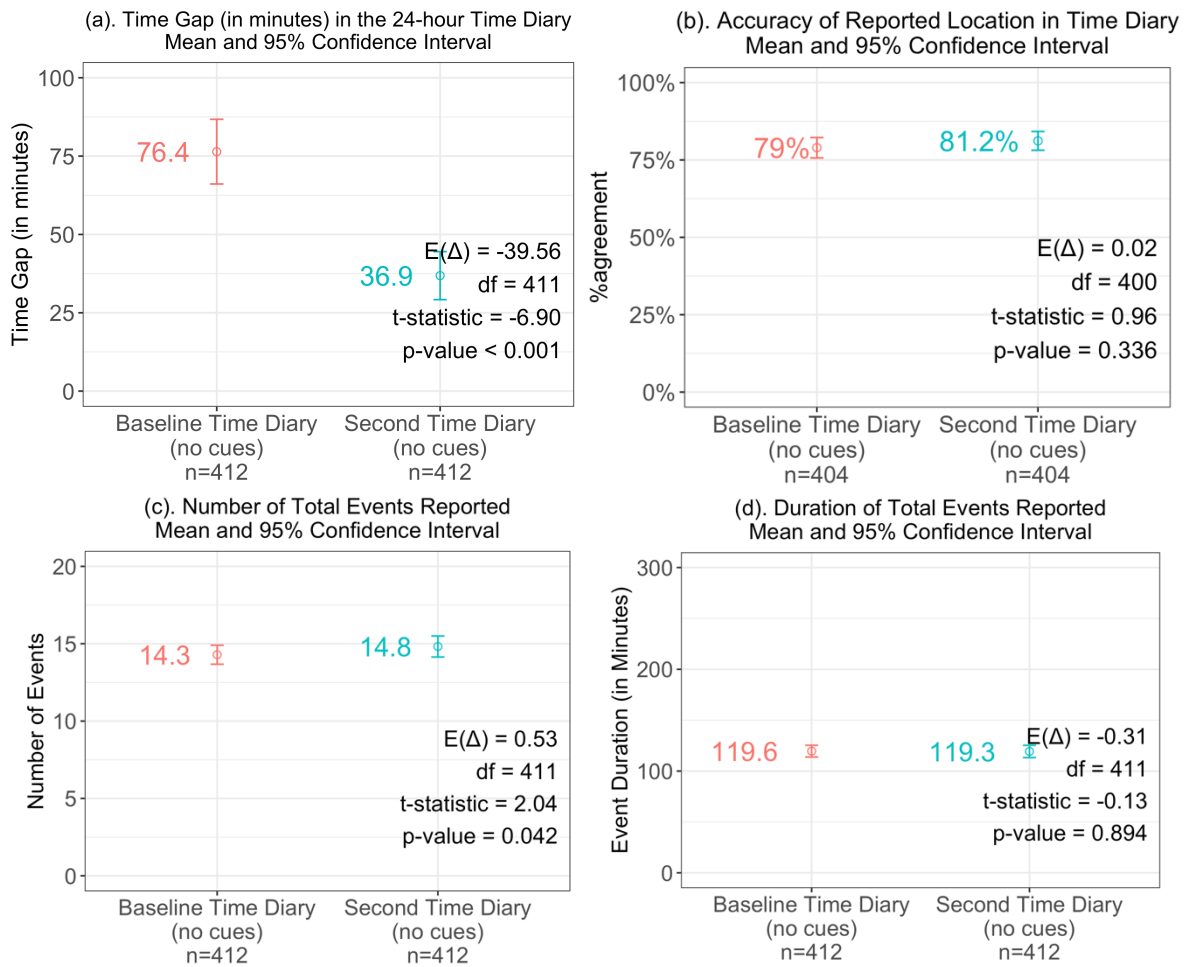 (a). Time Gap (in minutes) in the 24-hour Time Diary
Mean and 95% Confidence Interval
Time Gap (in minutes)
100
75
50
25
0
76.4
36.9
E(Δ) = -39.56
df = 411
t-statistic = -6.90
p-value < 0.001
Baseline Time Diary
(no cues)
n=412
Second Time Diary
(no cues)
n=412
(b). Accuracy of Reported Location in Time Diary
Mean and 95% Confidence Interval
%agreement
100%
75%
50%
25%
0%
79%
81.2%
E(Δ) = 0.02
df = 400
t-statistic = 0.96
p-value = 0.336
Baseline Time Diary
(no cues)
n=404
Second Time Diary
(no cues)
n=404
(c). Number of Total Events Reported
Mean and 95% Confidence Interval
Number of Events
20
15
10
5
0
14.3
14.8
E(Δ) = 0.53
df = 411
t-statistic = 2.04
p-value = 0.042
Baseline Time Diary
(no cues)
n=412
Second Time Diary
(no cues)
n=412
(d). Duration of Total Events Reported
Mean and 95% Confidence Interval
Event Duration (in Minutes)
300
200
100
0
119.6
119.3
E(Δ) = -0.31
df = 411
t-statistic = -0.13
p-value = 0.894
Baseline Time Diary
(no cues)
n=412
Second Time Diary
(no cues)
n=412